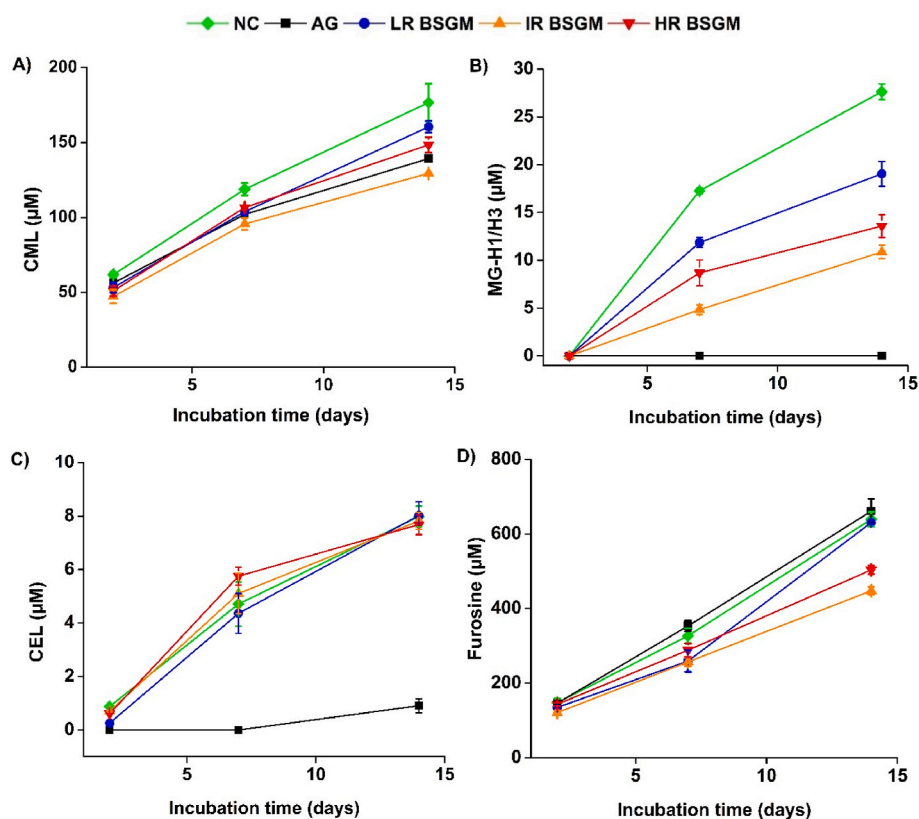 NC AG LR BSGM IR BSGM HR BSGM
A)
200
150
100
50
0
CML (µM)
5 10 15
Incubation time (days)
B)
30
25
20
15
10
5
0
MG-H1/H3 (µM)
5 10 15
Incubation time (days)
C)
10
8
6
4
2
0
CEL (µM)
5 10 15
Incubation time (days)
D)
800
600
400
200
0
Furosine (µM)
5 10 15
Incubation time (days)